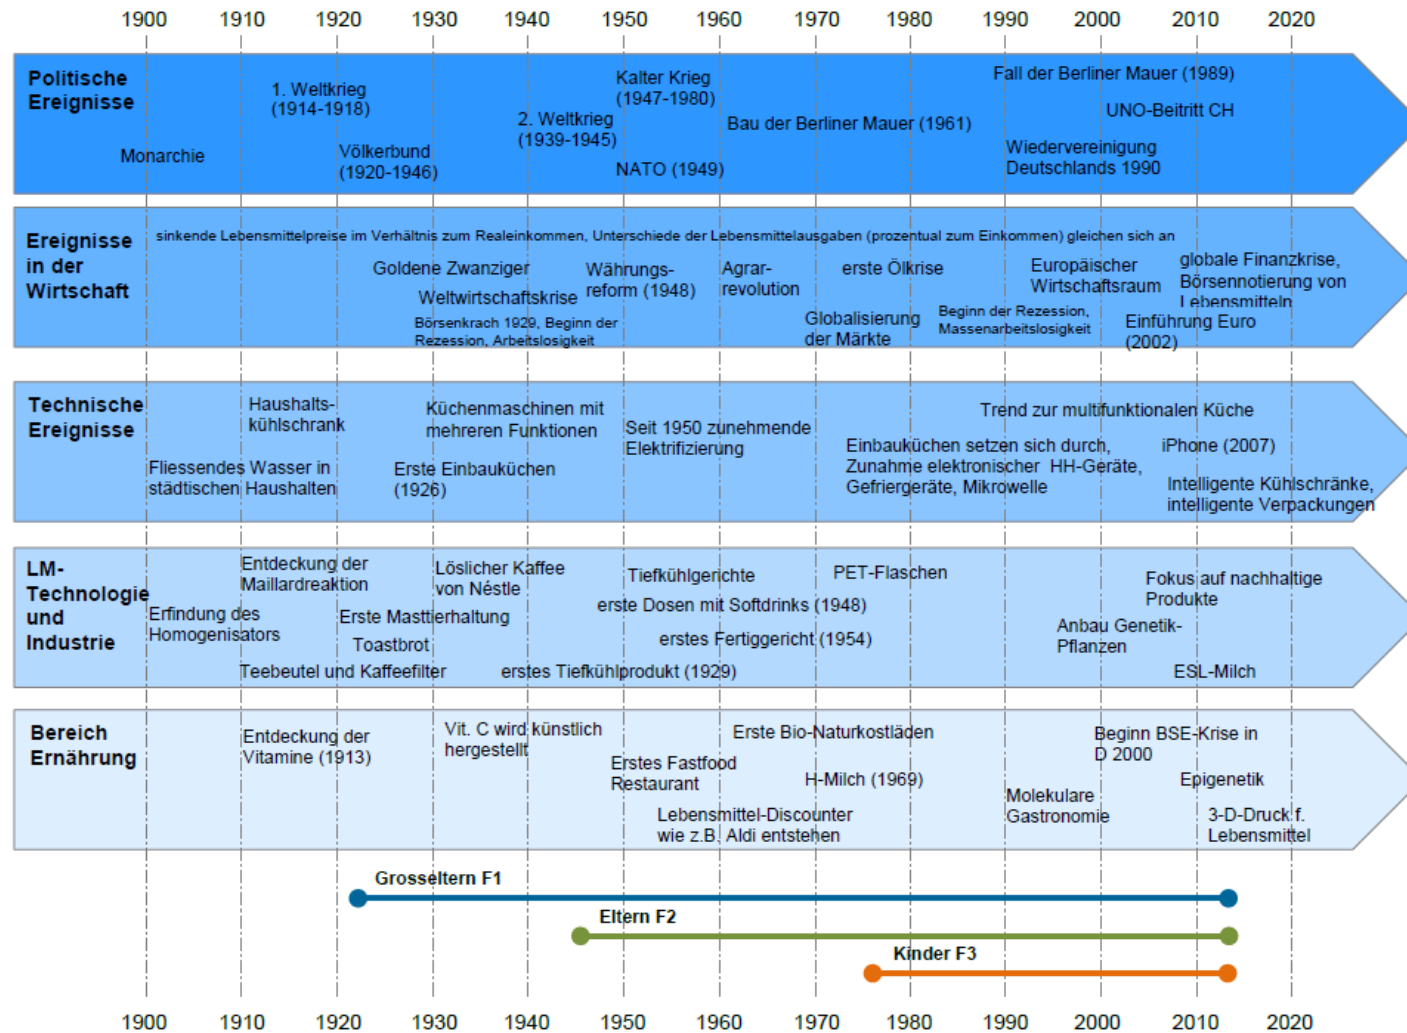 1900 1910 1920 1930 1940 1950 1960 1970 1980 1990 2000 2010 2020
Politische
Ereignisse
1. Weltkrieg
(1914-1918)
Monarchie
Völkerbund
(1920-1946)
2. Weltkrieg
(1939-1945)
Kalter Krieg
(1947-1980)
NATO (1949)
Bau der Berliner Mauer (1961)
Fall der Berliner Mauer (1989)
UNO-Beitritt CH
Wiedervereinigung
Deutschlands 1990
Ereignisse
in der
Wirtschaft
sinkende Lebensmittelpreise im Verhältnis zum Realeinkommen, Unterschiede der Lebensmittelausgaben (prozentual zum Einkommen) gleichen sich an
Goldene Zwanziger
Weltwirtschaftskrise
Börsenkrach 1929, Beginn der
Rezession, Arbeitslosigkeit
Währungs-
reform (1948)
Agrar-
revolution
erste Ölkrise
Globalisierung
der Märkte
Beginn der Rezession,
Massenarbeitslosigkeit
Europäischer
Wirtschaftsraum
globale Finanzkrise,
Börsennotierung von
Lebensmitteln
Einführung Euro
(2002)
Technische
Ereignisse
Haushalts-
kühlschrank
Fliessendes Wasser in
städtischen Haushalten
Küchenmaschinen mit
mehreren Funktionen
Erste Einbauküchen
(1926)
Seit 1950 zunehmende
Elektrifizierung
Trend zur multifunktionalen Küche
Einbauküchen setzen sich durch,
Zunahme elektronischer HH-Geräte,
Gefriergeräte, Mikrowelle
iPhone (2007)
Intelligente Kühlschränke,
intelligente Verpackungen
LM-
Technologie
und
Industrie
Entdeckung der
Maillardreaktion
Erfindung des
Homogenisators
Teebeutel und Kaffeefilter
Löslicher Kaffee
von Néstle
Erste Masttierhaltung
Toastbrot
erstes Tiefkühlprodukt (1929)
Tiefkühlgerichte
erste Dosen mit Softdrinks (1948)
erstes Fertiggericht (1954)
PET-Flaschen
Fokus auf nachhaltige
Produkte
Anbau Genetik-
Pflanzen
ESL-Milch
Bereich
Ernährung
Entdeckung der
Vitamine (1913)
Vit. C wird künstlich
hergestellt
Erstes Fastfood
Restaurant
Lebensmittel-Discounter
wie z.B. Aldi entstehen
Erste Bio-Naturkostläden
H-Milch (1969)
Molekulare
Gastronomie
Beginn BSE-Krise in
D 2000
Epigenetik
3-D-Druck f.
Lebensmittel
Grosseltern F1
Eltern F2
Kinder F3
1900 1910 1920 1930 1940 1950 1960 1970 1980 1990 2000 2010 2020